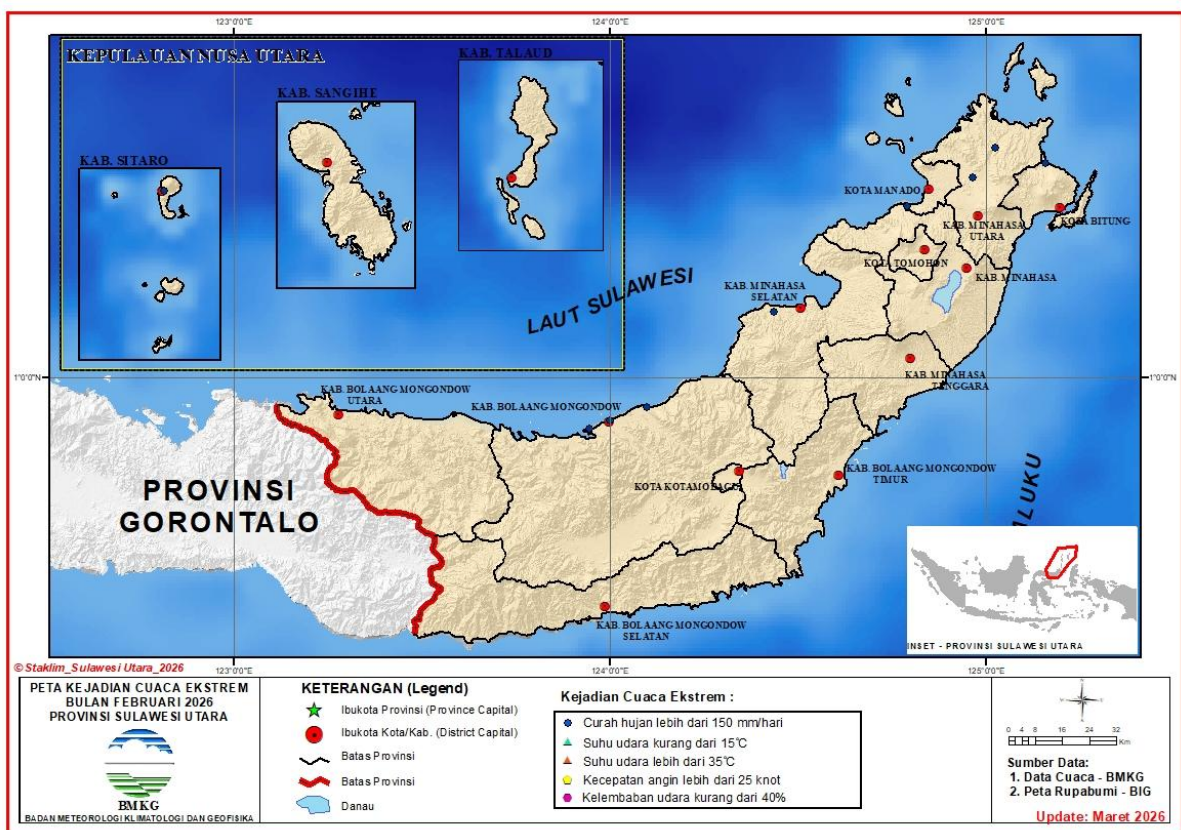 123°0'0"E
124°0'0"E
125°0'0"E
KEPULAUAN NUSA UTARA
KAB. TALAUD
KAB. SANGIHE
KAB. SITARO
KOTA MANADO
KAB. MINAHASA
UTARA
KOTA BITUNG
KOTA TOMOHON
KAB. MINAHASA
KAB. MINAHASA
SELATAN
LAUT SULAWESI
1°0'0"N
1°0'0"N
KAB. MINAHASA
TENGGARA
KAB. BOLAANG MONGONDOW
UTARA
KAB. BOLAANG MONGONDOW
KOTA KOTAMOBAGU
KAB. BOLAANG MONGONDOW
TIMUR
PROVINSI
GORONTALO
ALUKU
KAB. BOLAANG MONGONDOW
SELATAN
INSET - PROVINSI SULAWESI UTARA
© Staklim_Sulawesi Utara_2026
123°0'0"E
124°0'0"E
125°0'0"E
PETA KEJADIAN CUACA EKSTREM
BULAN FEBRUARI 2026
PROVINSI SULAWESI UTARA
BMKG
BADAN METEOROLOGI KLIMATOLOGI DAN GEOFISIKA
KETERANGAN (Legend)
Ibukota Provinsi (Province Capital)
Ibukota Kota/Kab. (District Capital)
Batas Provinsi
Batas Provinsi
Danau
Kejadian Cuaca Ekstrem :
Curah hujan lebih dari 150 mm/hari
Suhu udara kurang dari 15°C
Suhu udara lebih dari 35°C
Kecepatan angin lebih dari 25 knot
Kelembaban udara kurang dari 40%
0 4 8 16 24 32
Km
Sumber Data:
1. Data Cuaca - BMKG
2. Peta Rupabumi - BIG
Update: Maret 2026